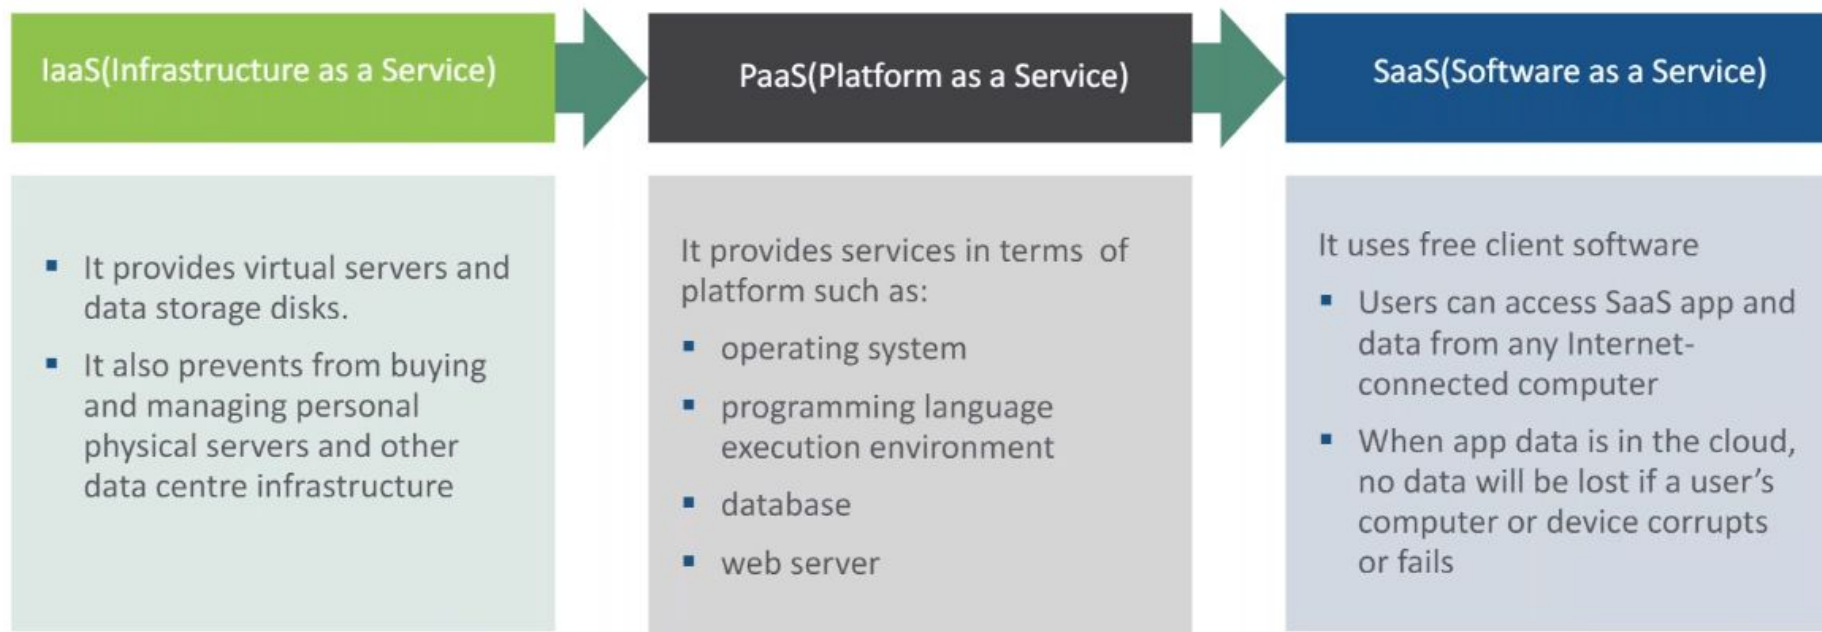 IaaS(Infrastructure as a Service)
PaaS(Platform as a Service)
SaaS(Software as a Service)
▪ It provides virtual servers and
data storage disks.
▪ It also prevents from buying
and managing personal
physical servers and other
data centre infrastructure
It provides services in terms of
platform such as:
▪ operating system
▪ programming language
execution environment
▪ database
▪ web server
It uses free client software
▪ Users can access SaaS app and
data from any Internet-
connected computer
▪ When app data is in the cloud,
no data will be lost if a user’s
computer or device corrupts
or fails